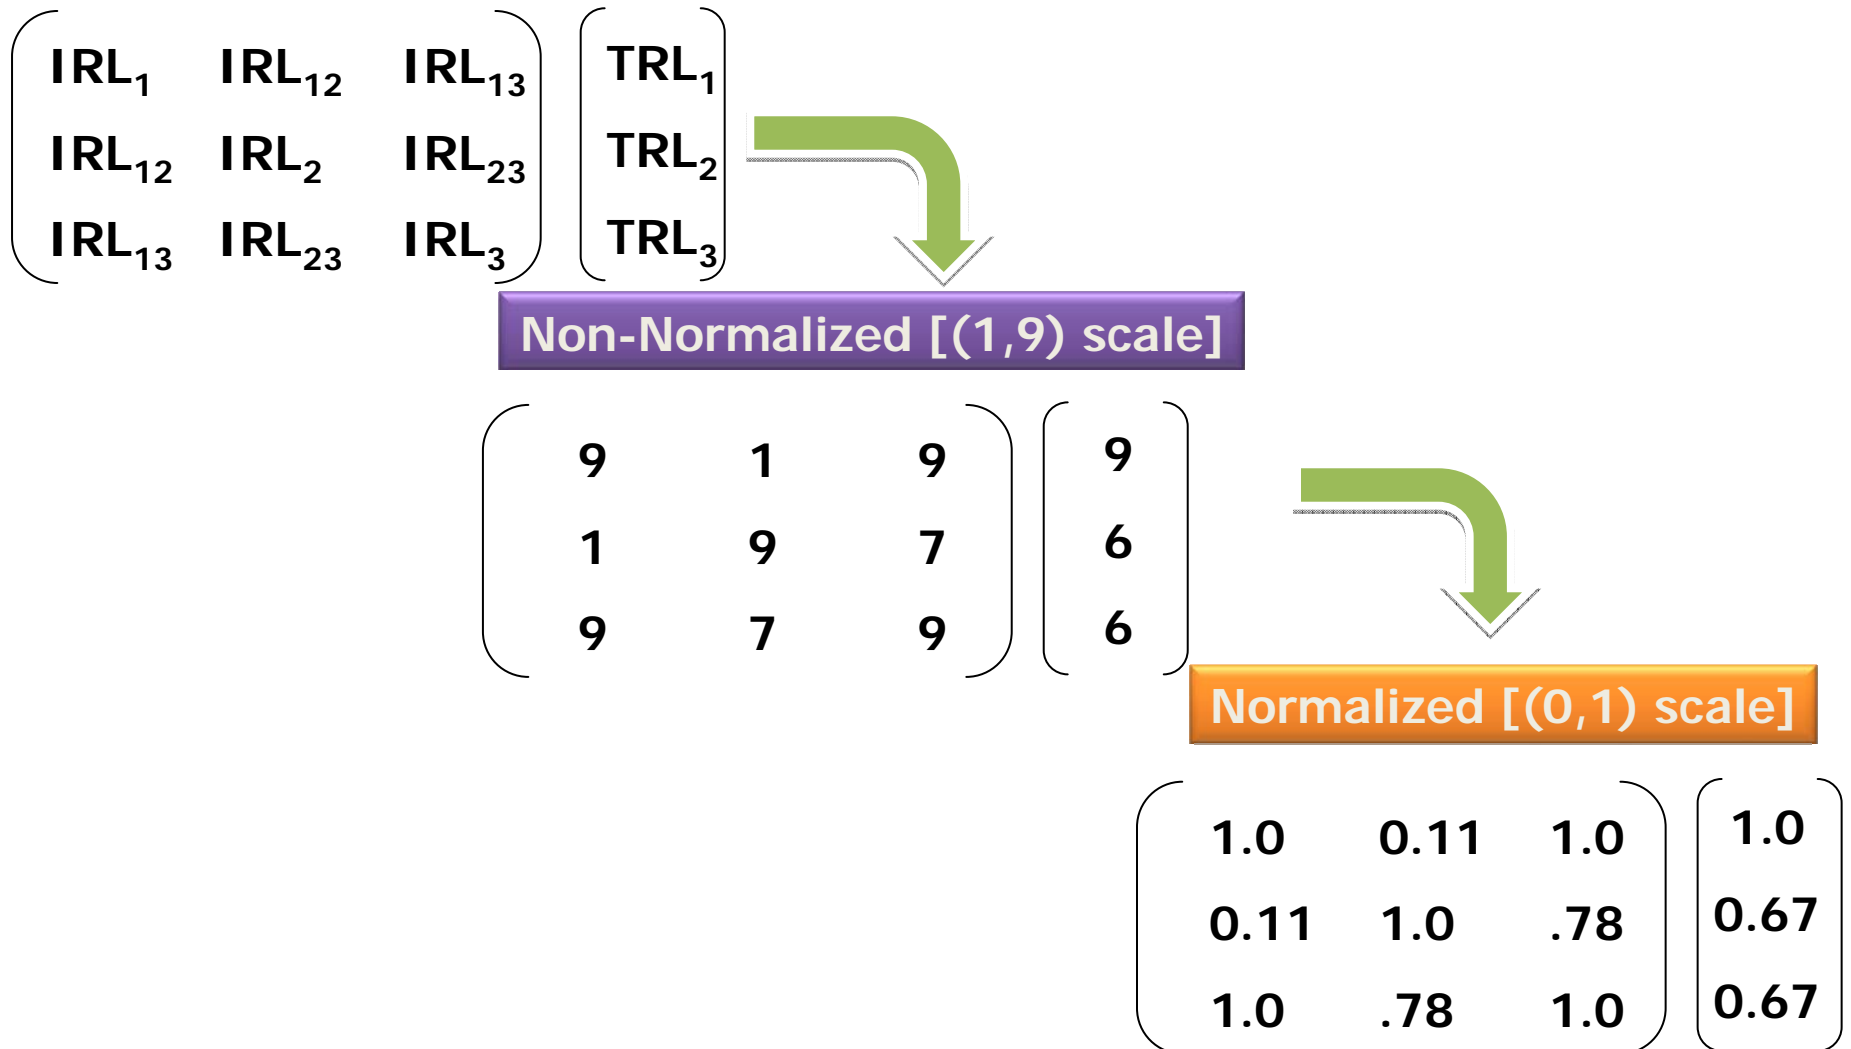 IRL₁ IRL₁₂ IRL₁₃ TRL₁
IRL₁₂ IRL₂ IRL₂₃ TRL₂
IRL₁₃ IRL₂₃ IRL₃ TRL₃
Non-Normalized [(1,9) scale]
9 1 9 9
1 9 7 6
9 7 9 6
Normalized [(0,1) scale]
1.0 0.11 1.0 1.0
0.11 1.0 .78 0.67
1.0 .78 1.0 0.67